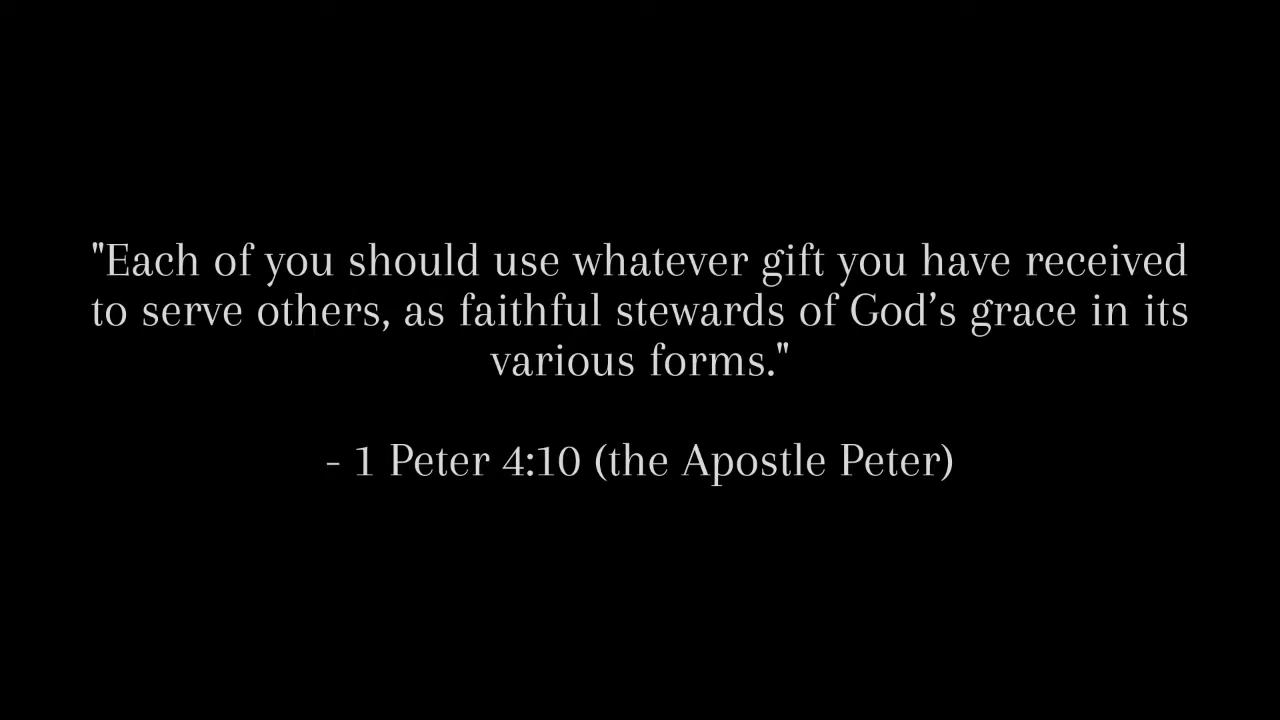 "Each of you should use whatever gift you have received
to serve others, as faithful stewards of God’s grace in its
various forms."
- 1 Peter 4:10 (the Apostle Peter)